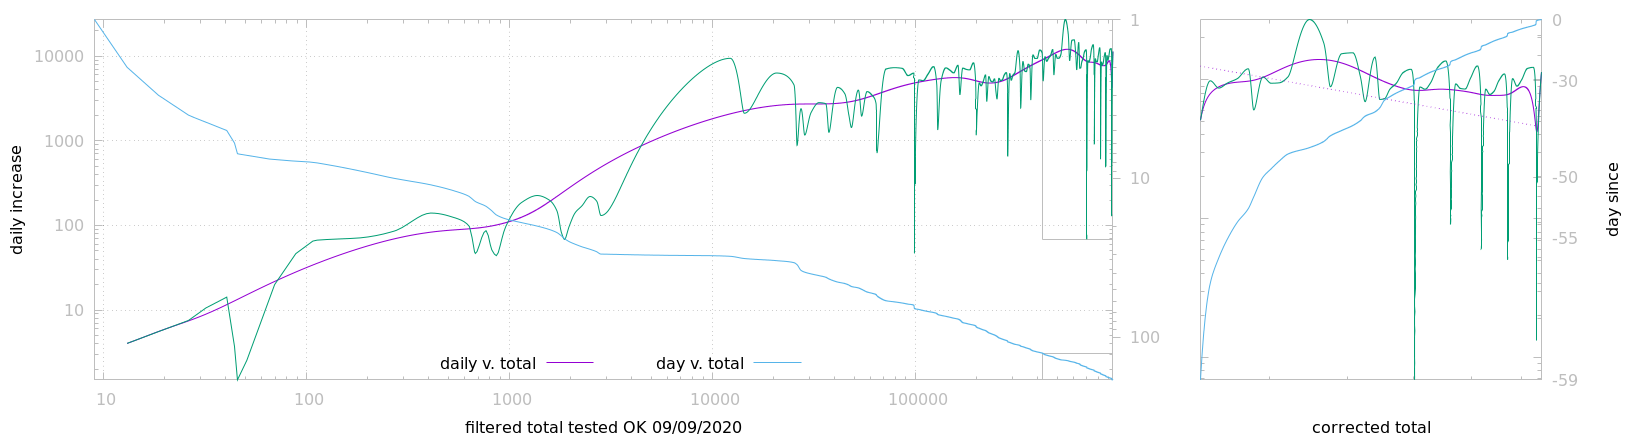 10000
1000
100
10
daily increase
10
100
1000
10000
100000
1
10
100
daily v. total
day v. total
filtered total tested OK 09/09/2020
0
-30
-50
-55
-59
day since
corrected total